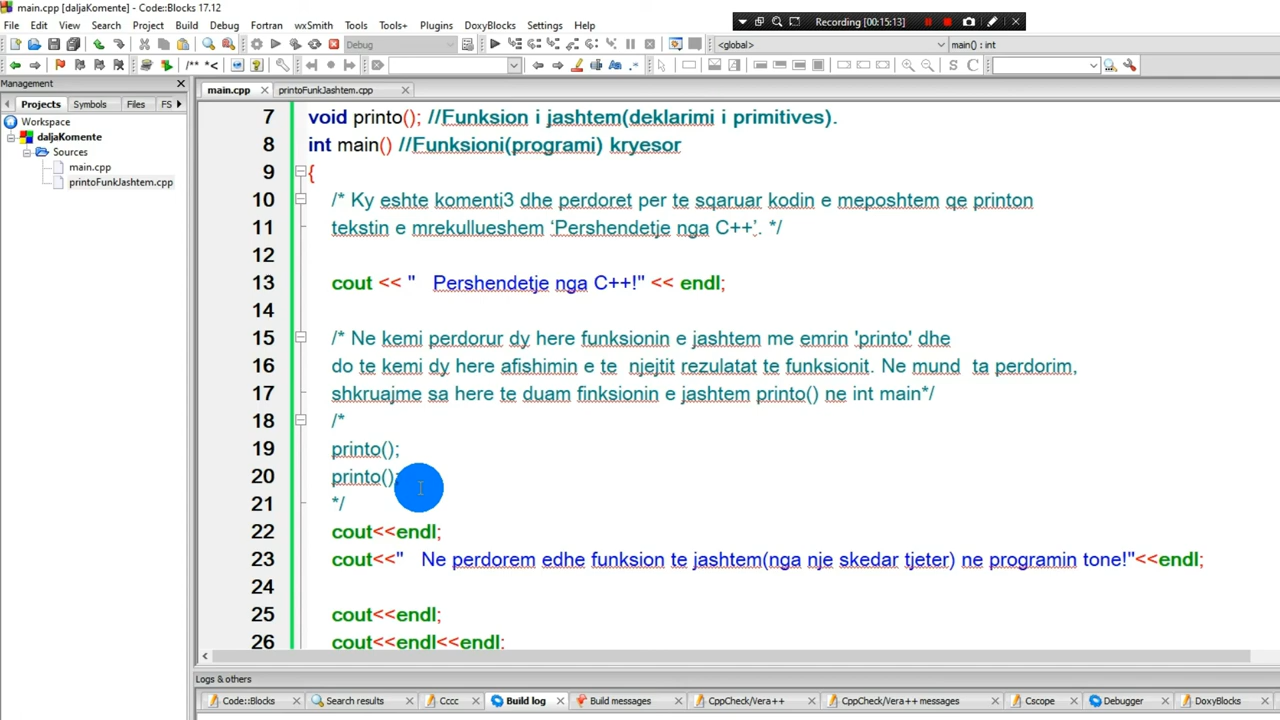 main.cpp [daljaKomente] - Code::Blocks 17.12
File Edit View Search Project Build Debug Fortran wxSmith Tools Tools+ Plugins DoxyBlocks Settings Help
Recording [00:15:13]
Debug <global> main() : int
/** *< S C
Management
main.cpp printoFunkJashtem.cpp
Projects Symbols Files FS
Workspace
daljaKomente
Sources
main.cpp
printoFunkJashtem.cpp
7 void printo(); //Funksion i jashtem(deklarimi i primitives).
8 int main() //Funksioni(programi) kryesor
9 {
10 /* Ky eshte komenti3 dhe perdoret per te sqaruar kodin e meposhtem qe printon
11 tekstin e mrekullueshem ‘Pershendetje nga C++’. */
12
13 cout << "   Pershendetje nga C++!" << endl;
14
15 /* Ne kemi perdorur dy here funksionin e jashtem me emrin 'printo' dhe
16 do te kemi dy here afishimin e te  njejtit rezulatat te funksionit. Ne mund  ta perdorim,
17 shkruajme sa here te duam finksionin e jashtem printo() ne int main*/
18 /*
19 printo();
20 printo();
21 */
22 cout<<endl;
23 cout<<"   Ne perdorem edhe funksion te jashtem(nga nje skedar tjeter) ne programin tone!"<<endl;
24
25 cout<<endl;
26 cout<<endl<<endl;
Logs & others
Code::Blocks Search results Cccc Build log Build messages CppCheck/Vera++ CppCheck/Vera++ messages Cscope Debugger DoxyBlocks